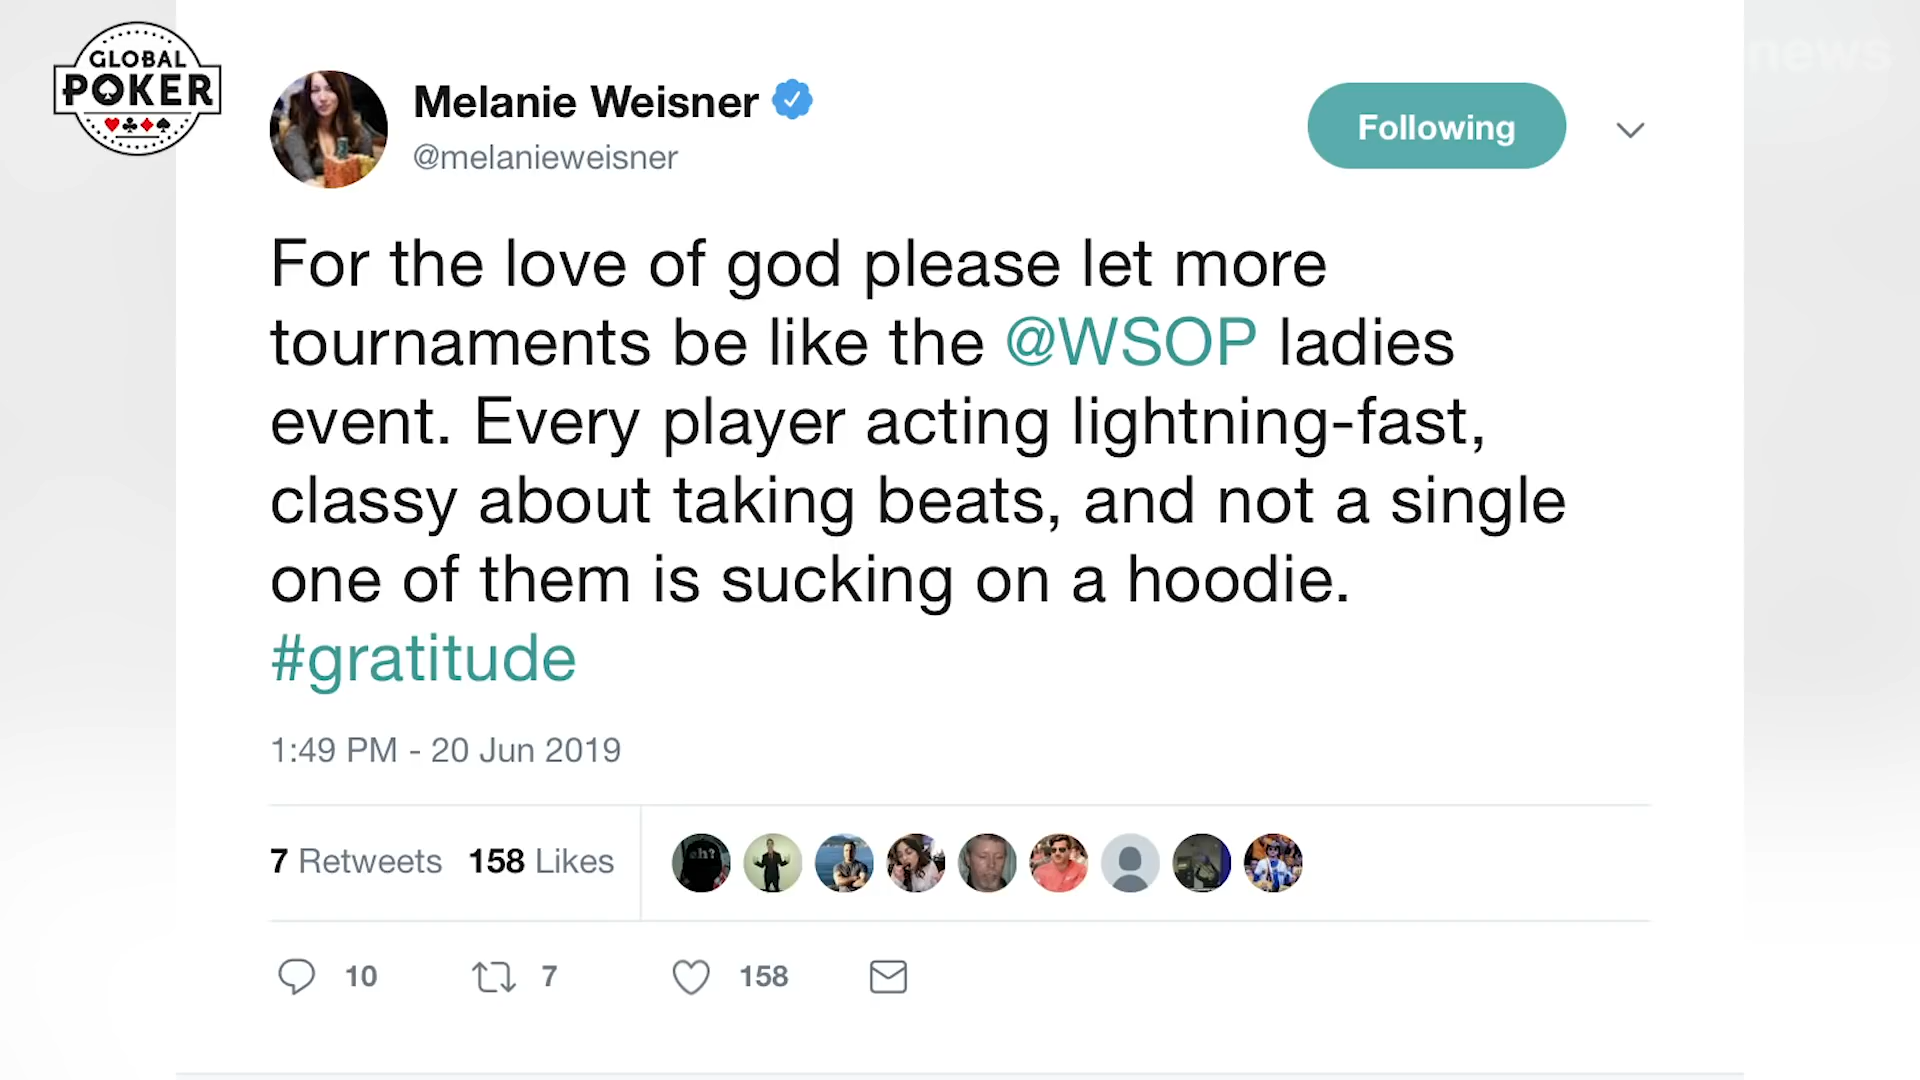 GLOBAL
POKER
news
Melanie Weisner
@melanieweisner
Following
For the love of god please let more
tournaments be like the @WSOP ladies
event. Every player acting lightning-fast,
classy about taking beats, and not a single
one of them is sucking on a hoodie.
#gratitude
1:49 PM - 20 Jun 2019
7 Retweets 158 Likes
eh?
10 7 158